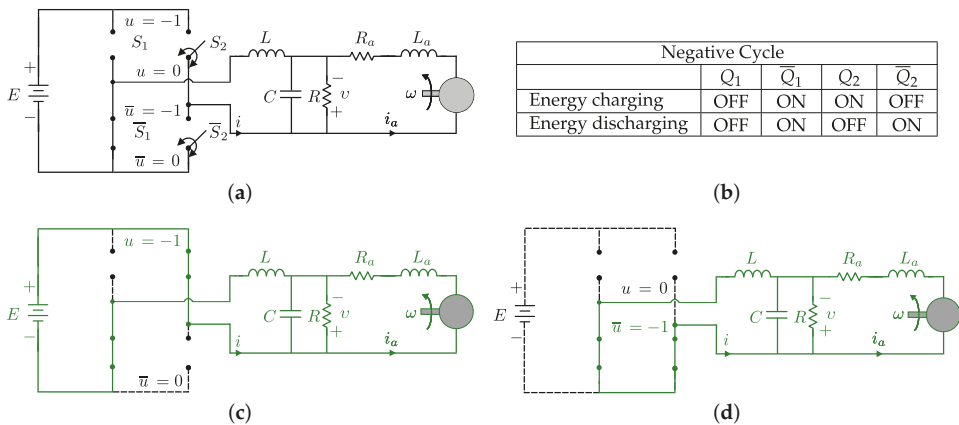 u = −1
S₁
S₂
u = 0
ū = −1
S̅₁
S̅₂
ū = 0
+
E
−
L
C
R
−
v
+
Rₐ
Lₐ
ω
i
iₐ
(a)
Negative Cycle
Q₁ Q̅₁ Q₂ Q̅₂
Energy charging OFF ON ON OFF
Energy discharging OFF ON OFF ON
(b)
u = −1
+
E
−
ū = 0
L
C
R
−
v
+
Rₐ
Lₐ
ω
i
iₐ
(c)
+
E
−
u = 0
ū = −1
L
C
R
−
v
+
Rₐ
Lₐ
ω
i
iₐ
(d)